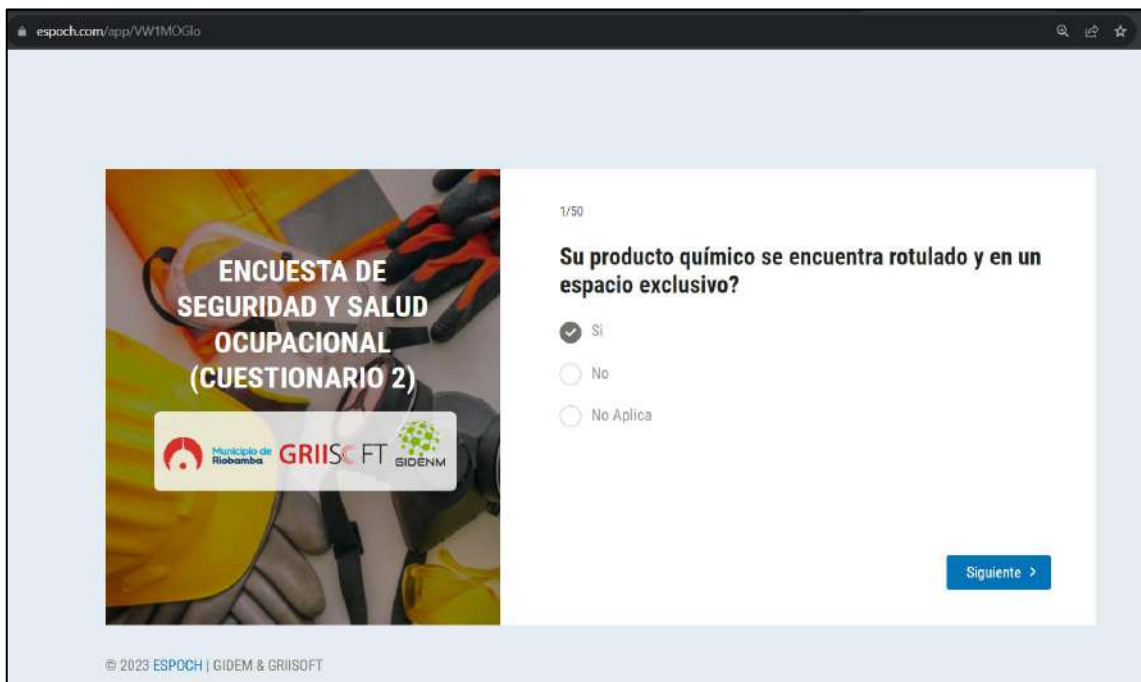 espoch.com/app/VW1MOGlo
ENCUESTA DE
SEGURIDAD Y SALUD
OCUPACIONAL
(CUESTIONARIO 2)
Municipio de
Riobamba
GRIISOFT
GIDENM
1/50
Su producto químico se encuentra rotulado y en un
espacio exclusivo?
Si
No
No Aplica
Siguiente >
© 2023 ESPOCH | GIDEM & GRIISOFT